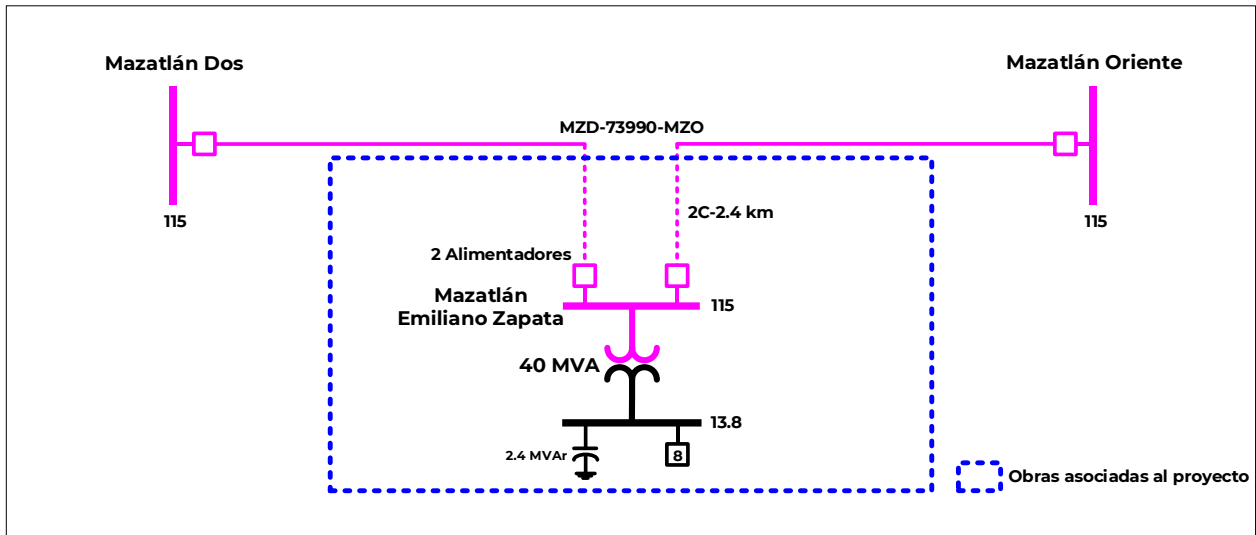 Mazatlán Dos
Mazatlán Oriente
MZD-73990-MZO
115
115
2C-2.4 km
2 Alimentadores
Mazatlán
Emiliano Zapata
115
40 MVA
13.8
2.4 MVAr
8
Obras asociadas al proyecto